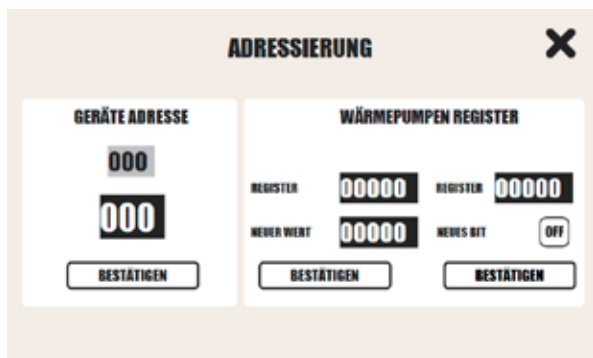 ADRESSIERUNG
GERÄTE ADRESSE
000
000
BESTÄTIGEN
WÄRMEPUMPEN REGISTER
REGISTER 00000 REGISTER 00000
NEUER WERT 00000 NEUES BIT OFF
BESTÄTIGEN BESTÄTIGEN